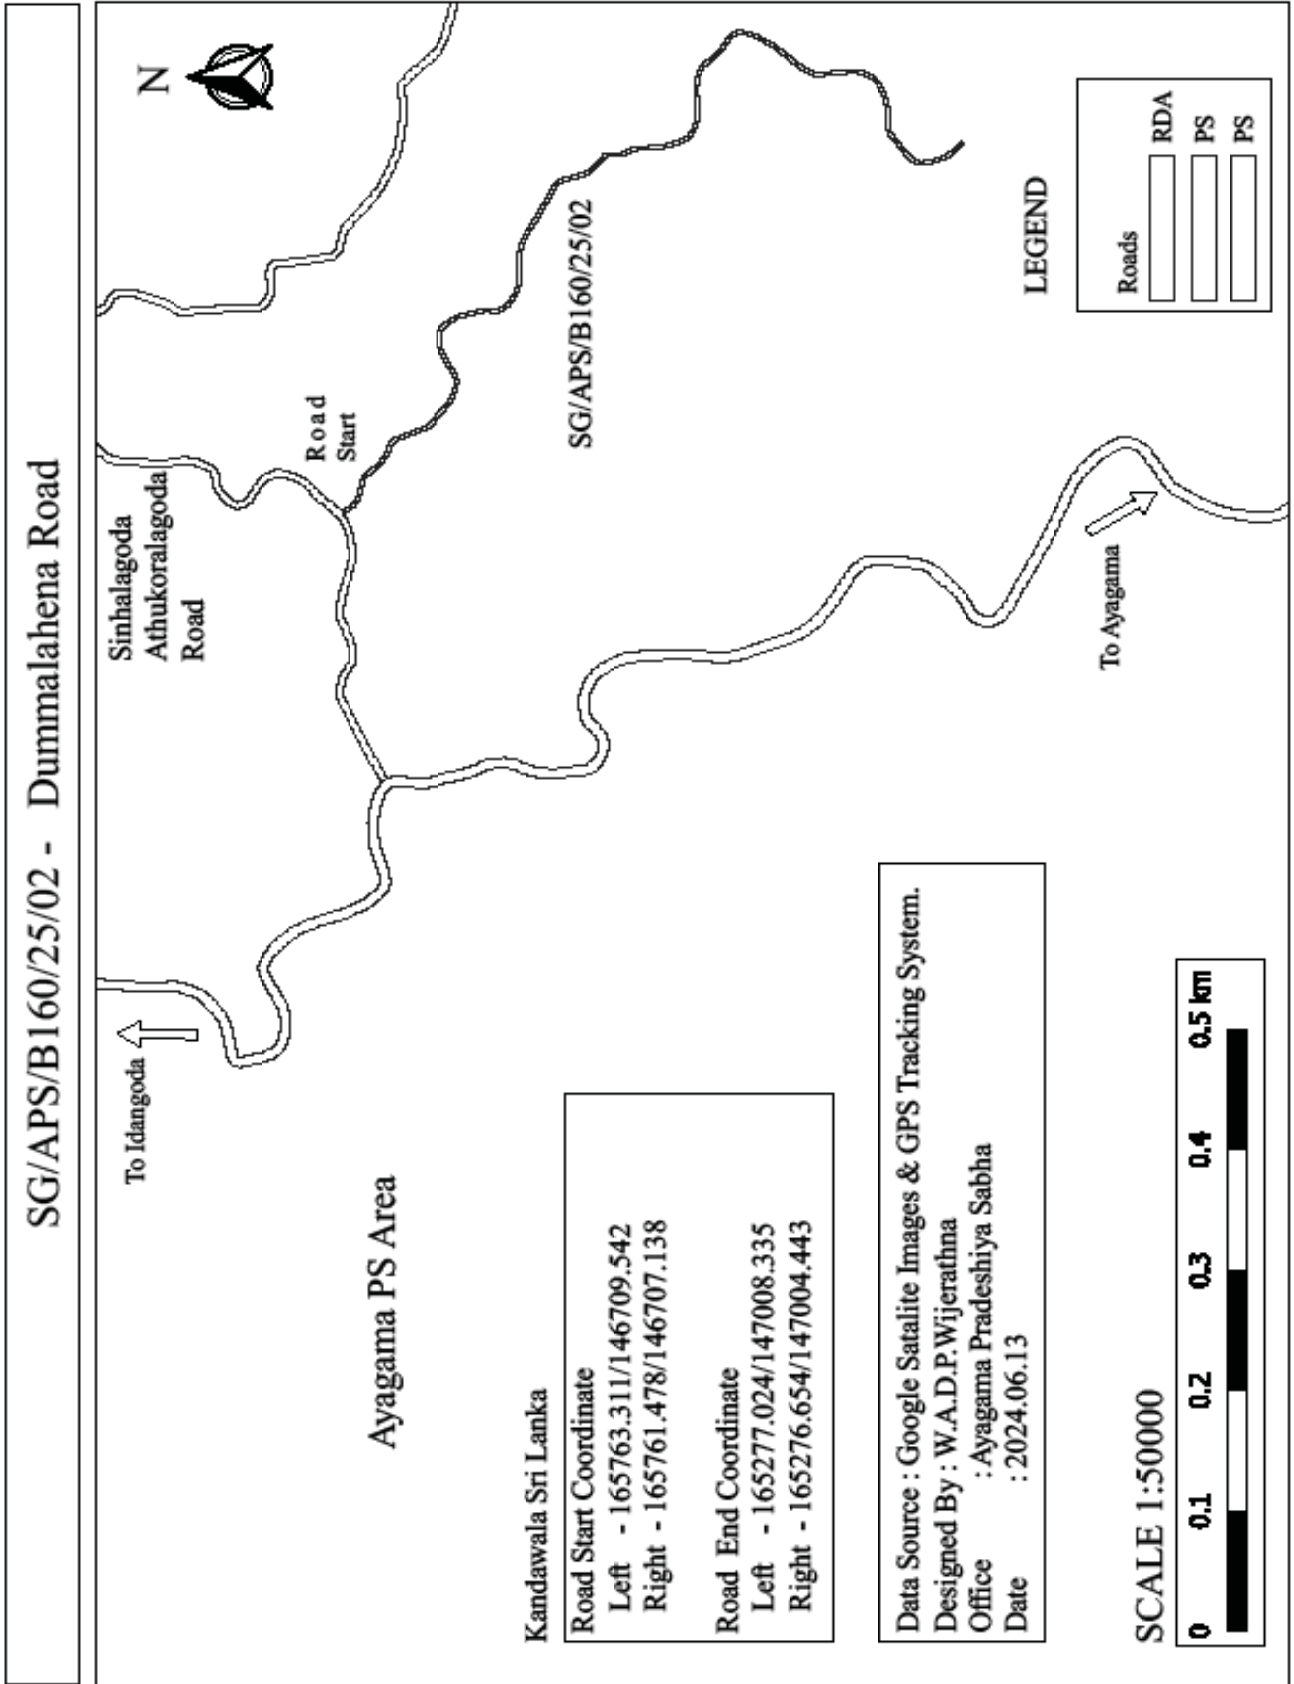 SG/APS/B160/25/02 - Dummalahena Road
N
To Idangoda
Sinhalagoda
Athukoralagoda
Road
Road
Start
SG/APS/B160/25/02
Ayagama PS Area
To Ayagama
Kandawala Sri Lanka
Road Start Coordinate
Left - 165763.311/146709.542
Right - 165761.478/146707.138
Road End Coordinate
Left - 165277.024/147008.335
Right - 165276.654/147004.443
Data Source : Google Satalite Images & GPS Tracking System.
Designed By : W.A.D.P.Wijerathna
Office : Ayagama Pradeshiya Sabha
Date : 2024.06.13
SCALE 1:50000
0 0.1 0.2 0.3 0.4 0.5 km
LEGEND
Roads
RDA
PS
PS